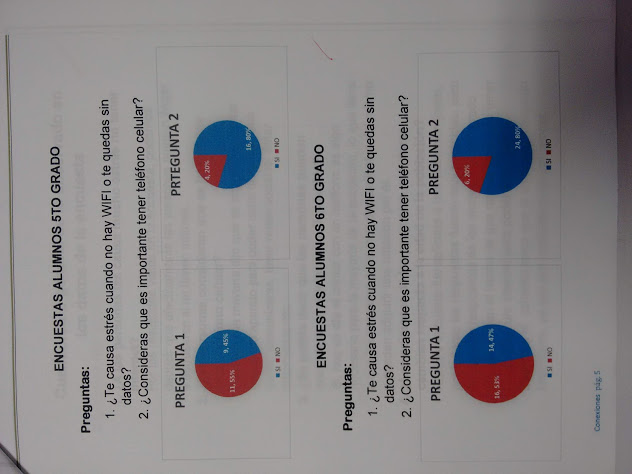 ENCUESTAS ALUMNOS 5TO GRADO
Preguntas:
1. ¿Te causa estrés cuando no hay WIFI o te quedas sin
datos?
2. ¿Consideras que es importante tener teléfono celular?
PREGUNTA 1
9, 45%
11, 55%
SI NO
PRTEGUNTA 2
4, 20%
16, 80%
SI NO
ENCUESTAS ALUMNOS 6TO GRADO
Preguntas:
1. ¿Te causa estrés cuando no hay WIFI o te quedas sin
datos?
2. ¿Consideras que es importante tener teléfono celular?
PREGUNTA 1
14, 47%
16, 53%
SI NO
PREGUNTA 2
6, 20%
24, 80%
SI NO
Conexiones pág. 5